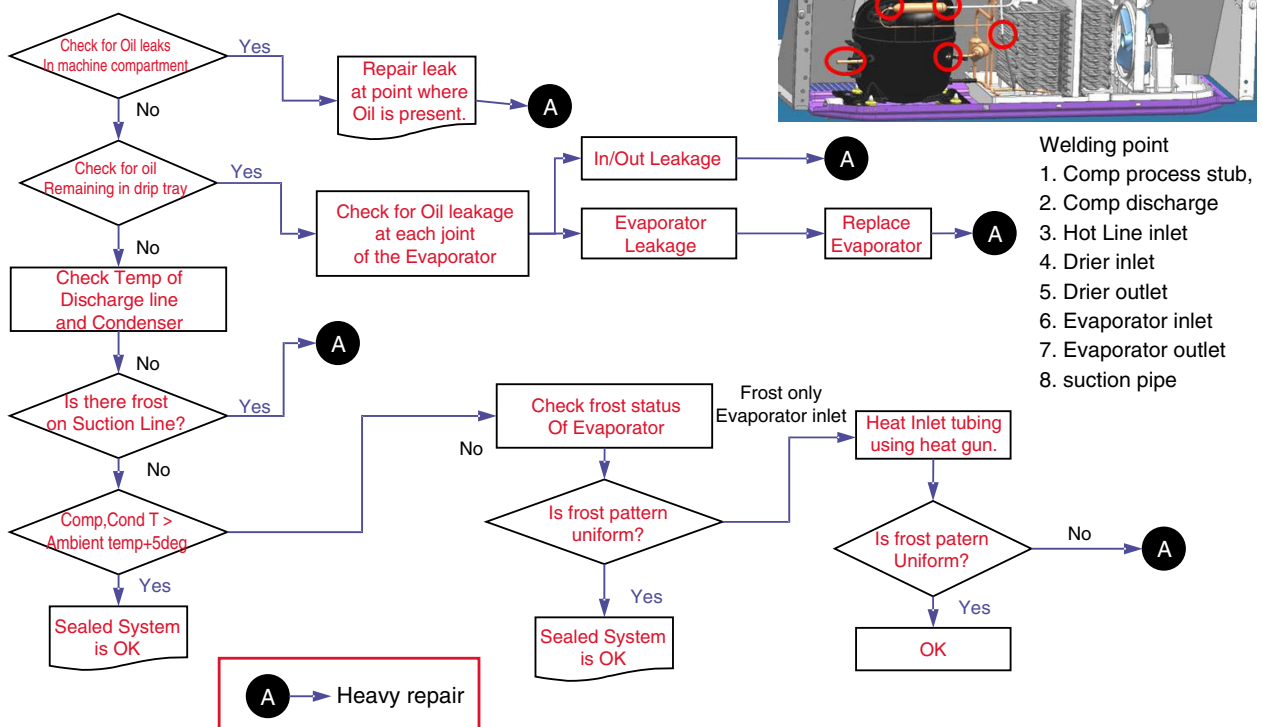 Check for Oil leaks
In machine compartment
Yes
No
Repair leak
at point where
Oil is present.
A
Check for oil
Remaining in drip tray
Yes
No
Check for Oil leakage
at each joint
of the Evaporator
In/Out Leakage
A
Evaporator
Leakage
Replace
Evaporator
A
Welding point
1. Comp process stub,
2. Comp discharge
3. Hot Line inlet
4. Drier inlet
5. Drier outlet
6. Evaporator inlet
7. Evaporator outlet
8. suction pipe
Check Temp of
Discharge line
and Condenser
No
A
Is there frost
on Suction Line?
Yes
No
Check frost status
Of Evaporator
No
Frost only
Evaporator inlet
Heat Inlet tubing
using heat gun.
Comp,Cond T >
Ambient temp+5deg
Yes
Is frost pattern
uniform?
Yes
Is frost patern
Uniform?
No
A
Yes
Sealed System
is OK
Sealed System
is OK
OK
A
Heavy repair